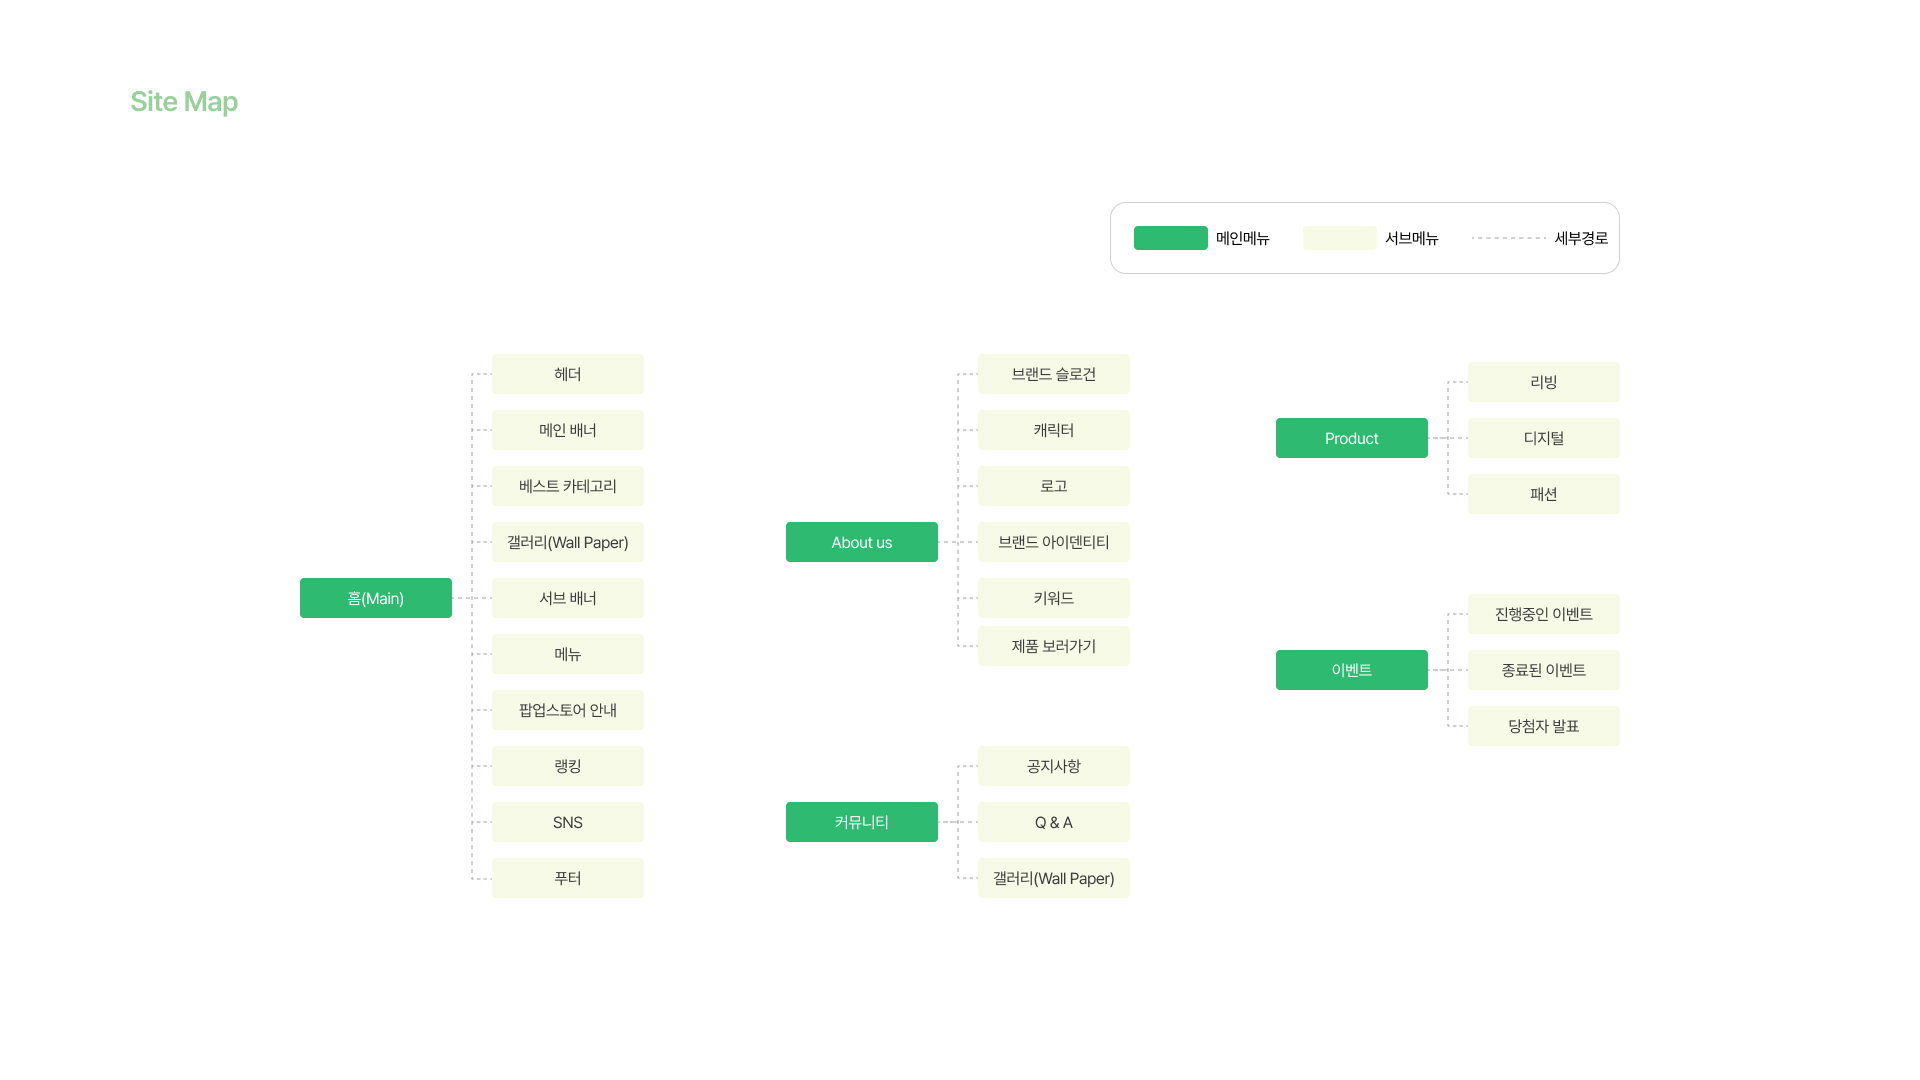 Site Map
메인메뉴
서브메뉴
세부경로
홈(Main)
헤더
메인 배너
베스트 카테고리
갤러리(Wall Paper)
서브 배너
메뉴
팝업스토어 안내
랭킹
SNS
푸터
About us
브랜드 슬로건
캐릭터
로고
브랜드 아이덴티티
키워드
제품 보러가기
커뮤니티
공지사항
Q & A
갤러리(Wall Paper)
Product
리빙
디지털
패션
이벤트
진행중인 이벤트
종료된 이벤트
당첨자 발표